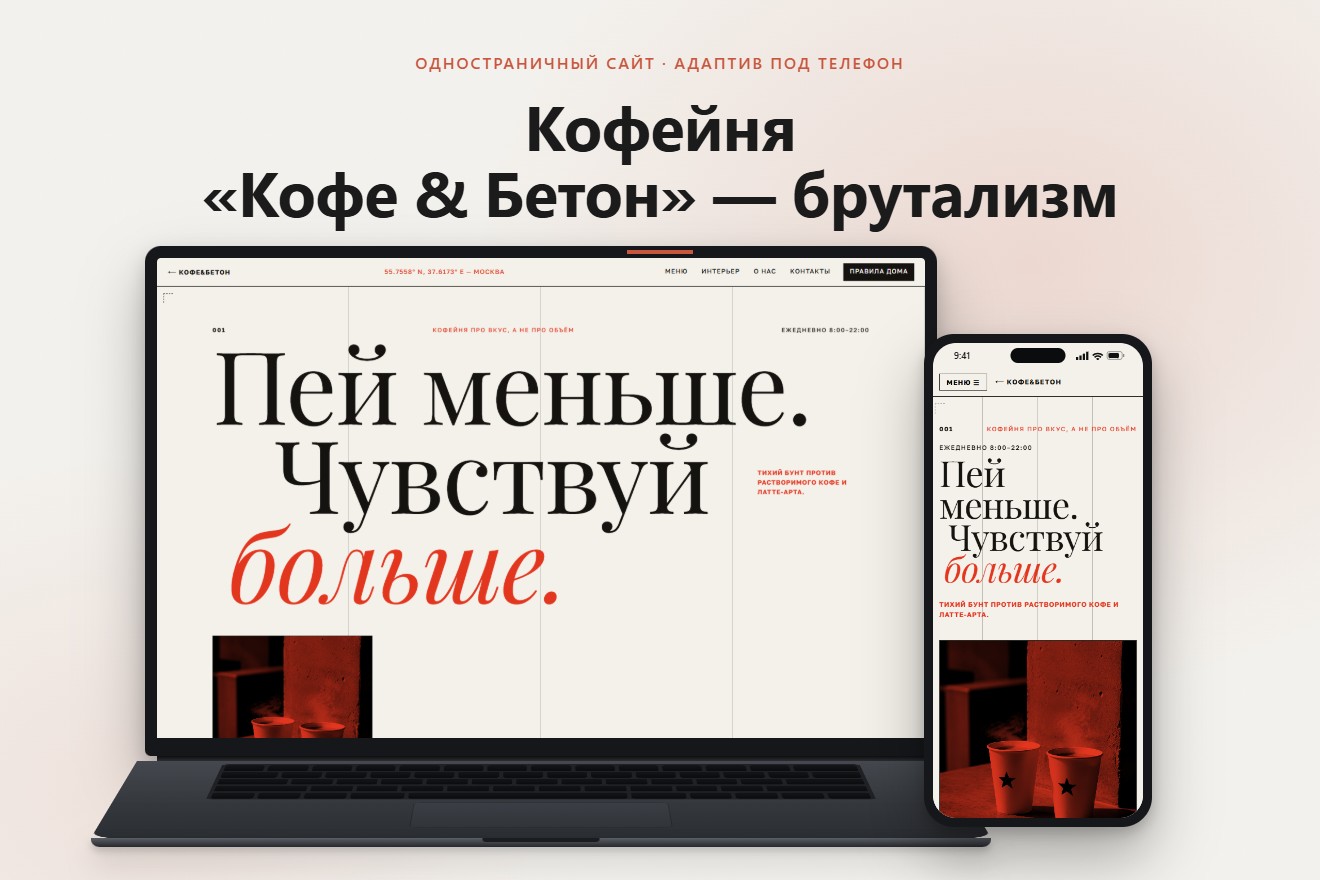 ОДНОСТРАНИЧНЫЙ САЙТ · АДАПТИВ ПОД ТЕЛЕФОН
Кофейня
«Кофе & Бетон» — брутализм
← КОФЕ&БЕТОН
55.7558° N, 37.6173° E — МОСКВА
МЕНЮ ИНТЕРЬЕР О НАС КОНТАКТЫ ПРАВИЛА ДОМА
001
КОФЕЙНЯ ПРО ВКУС, А НЕ ПРО ОБЪЁМ
ЕЖЕДНЕВНО 8:00–22:00
Пей меньше.
Чувствуй
больше.
ТИХИЙ БУНТ ПРОТИВ
РАСТВОРИМОГО КОФЕ И
ЛАТТЕ-АРТА.
9:41
МЕНЮ ☰ ← КОФЕ&БЕТОН
001
КОФЕЙНЯ ПРО ВКУС, А НЕ ПРО ОБЪЁМ
ЕЖЕДНЕВНО 8:00–22:00
Пей
меньше.
Чувствуй
больше.
ТИХИЙ БУНТ ПРОТИВ РАСТВОРИМОГО КОФЕ И
ЛАТТЕ-АРТА.